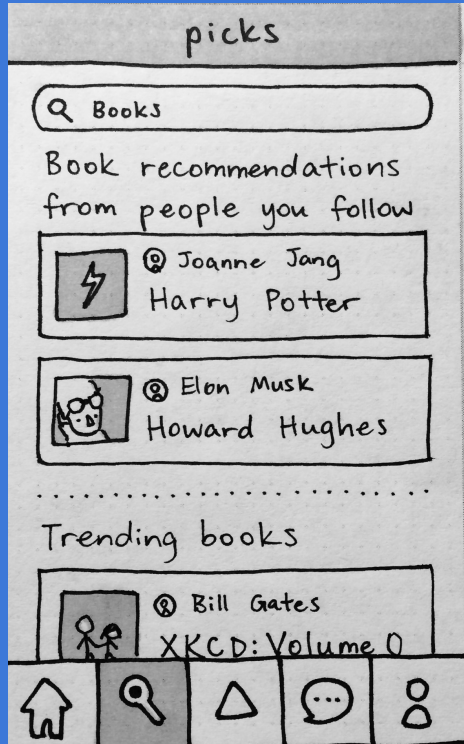 picks
Books
Book recommendations
from people you follow
Joanne Jang
Harry Potter
Elon Musk
Howard Hughes
Trending books
Bill Gates
XKCD: Volume 0